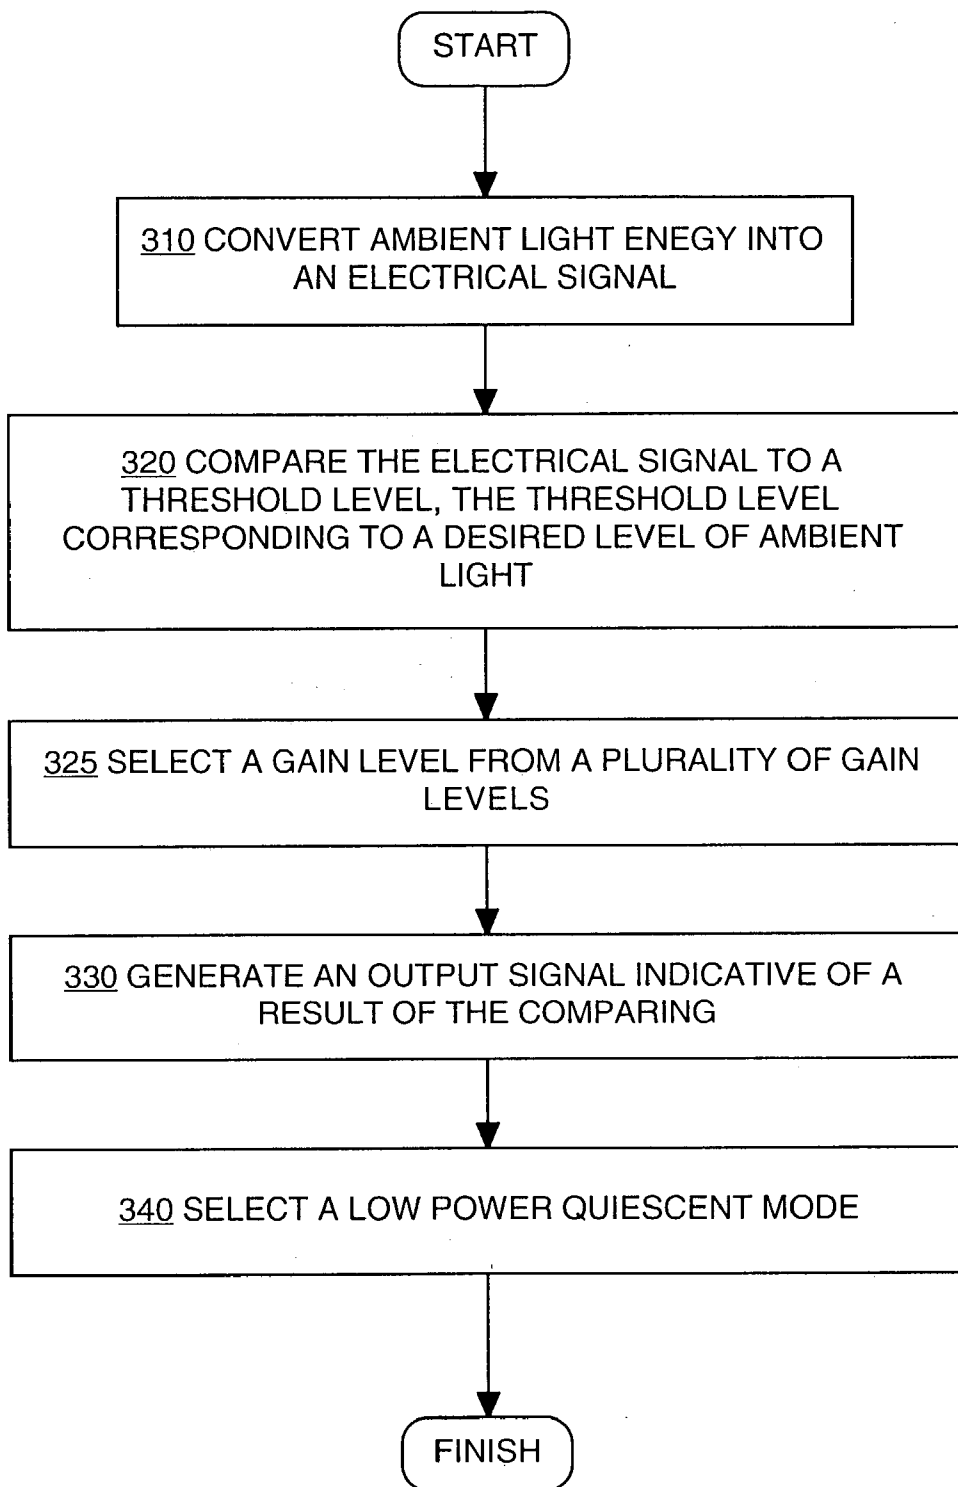 START
310 CONVERT AMBIENT LIGHT ENEGY INTO
AN ELECTRICAL SIGNAL
320 COMPARE THE ELECTRICAL SIGNAL TO A
THRESHOLD LEVEL, THE THRESHOLD LEVEL
CORRESPONDING TO A DESIRED LEVEL OF AMBIENT
LIGHT
325 SELECT A GAIN LEVEL FROM A PLURALITY OF GAIN
LEVELS
330 GENERATE AN OUTPUT SIGNAL INDICATIVE OF A
RESULT OF THE COMPARING
340 SELECT A LOW POWER QUIESCENT MODE
FINISH